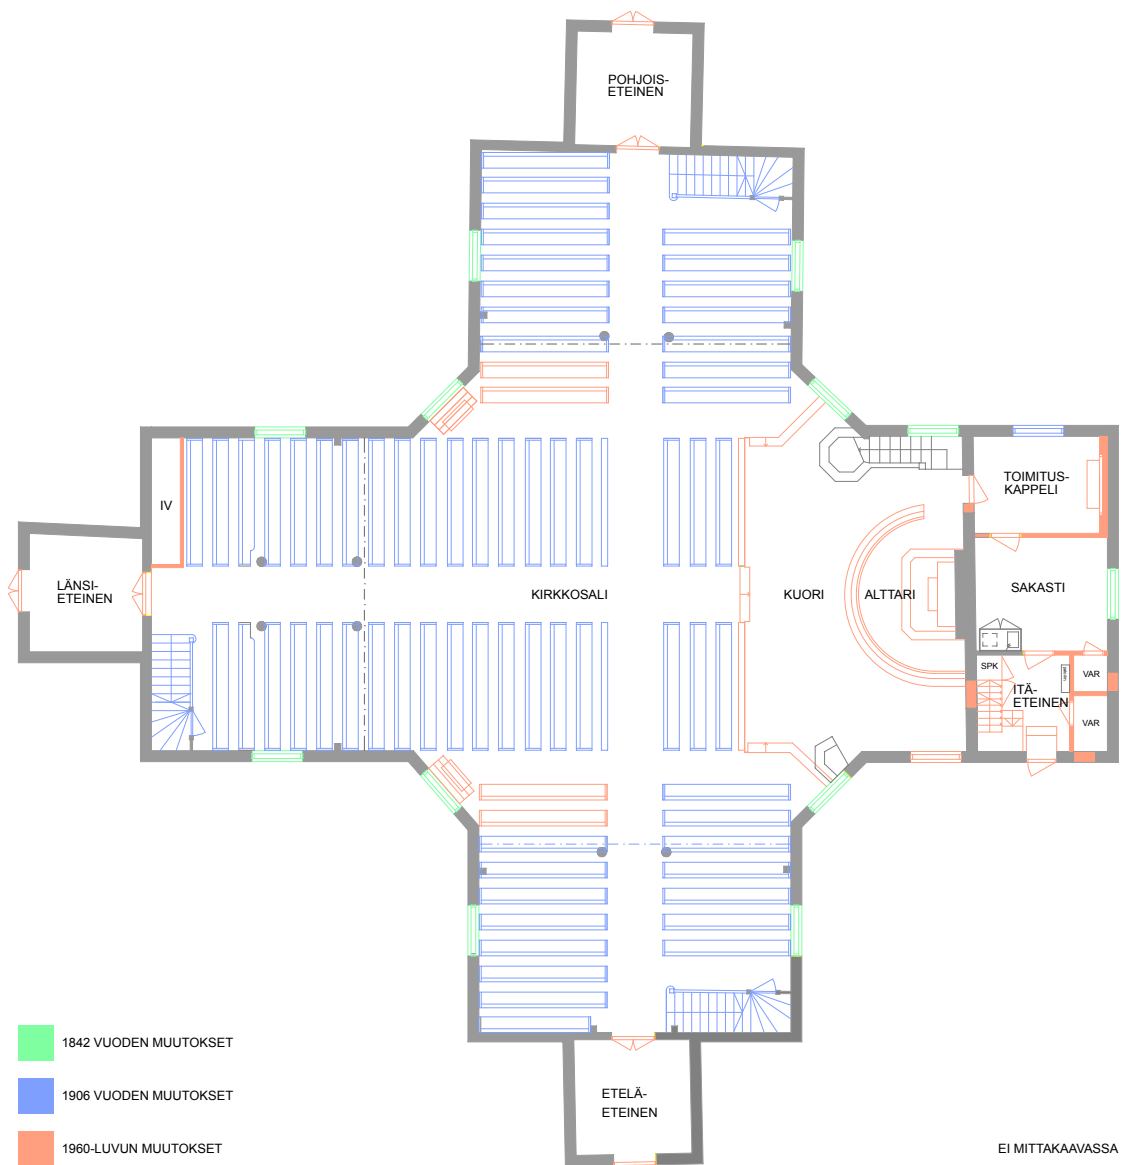 POHJOIS-
ETEINEN
IV
TOIMITUS-
KAPPELI
LÄNSI-
ETEINEN
KIRKKOSALI
KUORI
ALTTARI
SAKASTI
SPK
ITÄ-
ETEINEN
VAR
VAR
ETELÄ-
ETEINEN
1842 VUODEN MUUTOKSET
1906 VUODEN MUUTOKSET
1960-LUVUN MUUTOKSET
EI MITTAKAAVASSA